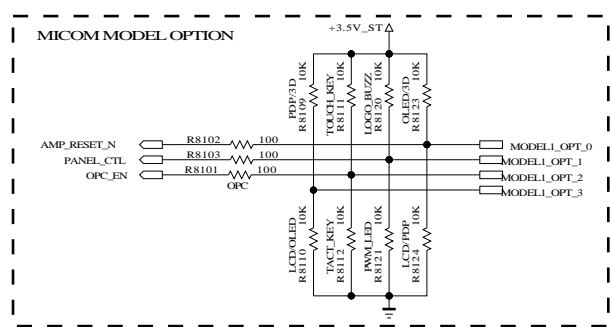 MICOM MODEL OPTION
+3.5V_ST
PDP/3D
R8109
10K
TOUCH_KEY
R8111
10K
LOGO_BUZZ
R8120
10K
OLED/3D
R8123
10K
AMP_RESET_N
R8102
100
MODEL1_OPT_0
PANEL_CTL
R8103
100
MODEL1_OPT_1
OPC_EN
R8101
100
OPC
MODEL1_OPT_2
MODEL1_OPT_3
LCD/OLED
R8110
10K
TACT_KEY
R8112
10K
PWM_LED
R8121
10K
LCD/PDP
R8124
10K